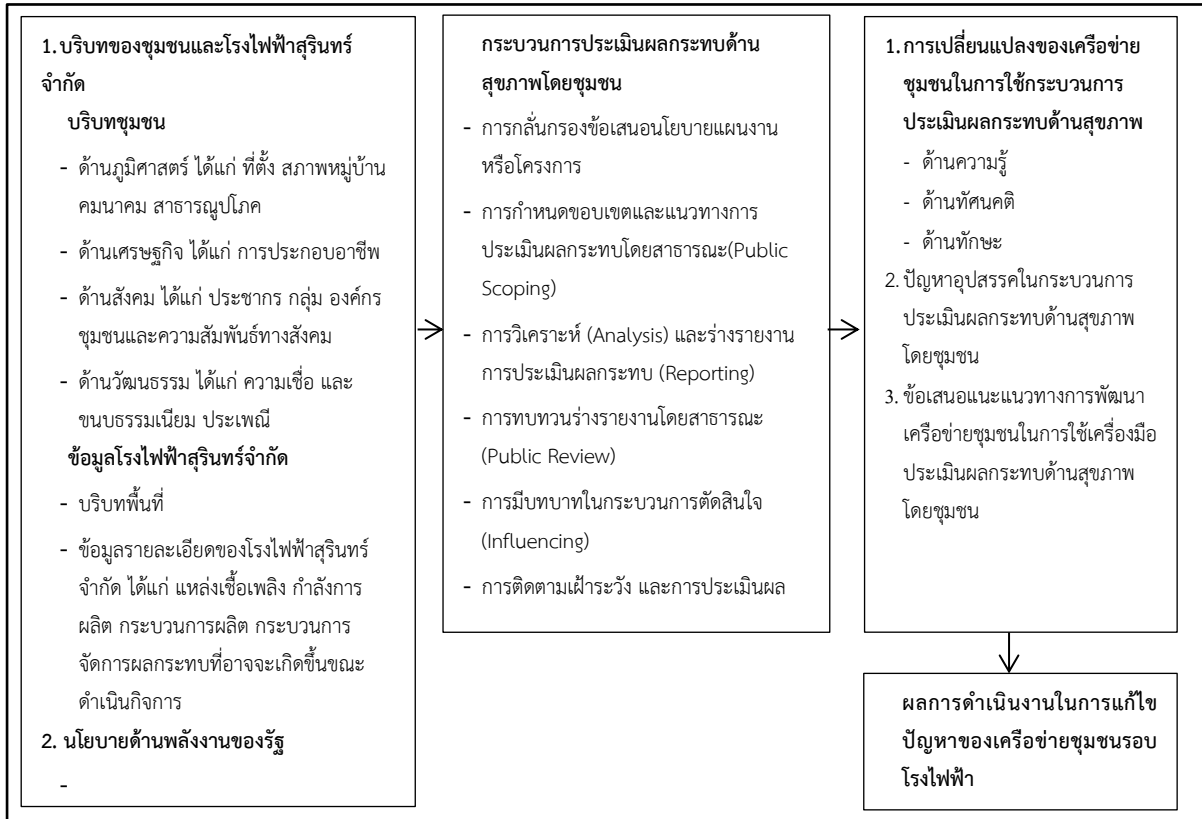 1. บริบทของชุมชนและโรงไฟฟ้าสุรินทร์
จำกัด
บริบทชุมชน
- ด้านภูมิศาสตร์ ได้แก่ ที่ตั้ง สภาพหมู่บ้าน
คมนาคม สาธารณูปโภค
- ด้านเศรษฐกิจ ได้แก่ การประกอบอาชีพ
- ด้านสังคม ได้แก่ ประชากร กลุ่ม องค์กร
ชุมชนและความสัมพันธ์ทางสังคม
- ด้านวัฒนธรรม ได้แก่ ความเชื่อ และ
ขนบธรรมเนียม ประเพณี
ข้อมูลโรงไฟฟ้าสุรินทร์จำกัด
- บริบทพื้นที่
- ข้อมูลรายละเอียดของโรงไฟฟ้าสุรินทร์
จำกัด ได้แก่ แหล่งเชื้อเพลิง กำลังการ
ผลิต กระบวนการผลิต กระบวนการ
จัดการผลกระทบที่อาจจะเกิดขึ้นขณะ
ดำเนินกิจการ
2. นโยบายด้านพลังงานของรัฐ
-
กระบวนการประเมินผลกระทบด้าน
สุขภาพโดยชุมชน
- การกลั่นกรองข้อเสนอนโยบายแผนงาน
หรือโครงการ
- การกำหนดขอบเขตและแนวทางการ
ประเมินผลกระทบโดยสาธารณะ(Public
Scoping)
- การวิเคราะห์ (Analysis) และร่างรายงาน
การประเมินผลกระทบ (Reporting)
- การทบทวนร่างรายงานโดยสาธารณะ
(Public Review)
- การมีบทบาทในกระบวนการตัดสินใจ
(Influencing)
- การติดตามเฝ้าระวัง และการประเมินผล
1. การเปลี่ยนแปลงของเครือข่าย
ชุมชนในการใช้กระบวนการ
ประเมินผลกระทบด้านสุขภาพ
- ด้านความรู้
- ด้านทัศนคติ
- ด้านทักษะ
2. ปัญหาอุปสรรคในกระบวนการ
ประเมินผลกระทบด้านสุขภาพ
โดยชุมชน
3. ข้อเสนอแนะแนวทางการพัฒนา
เครือข่ายชุมชนในการใช้เครื่องมือ
ประเมินผลกระทบด้านสุขภาพ
โดยชุมชน
ผลการดำเนินงานในการแก้ไข
ปัญหาของเครือข่ายชุมชนรอบ
โรงไฟฟ้า